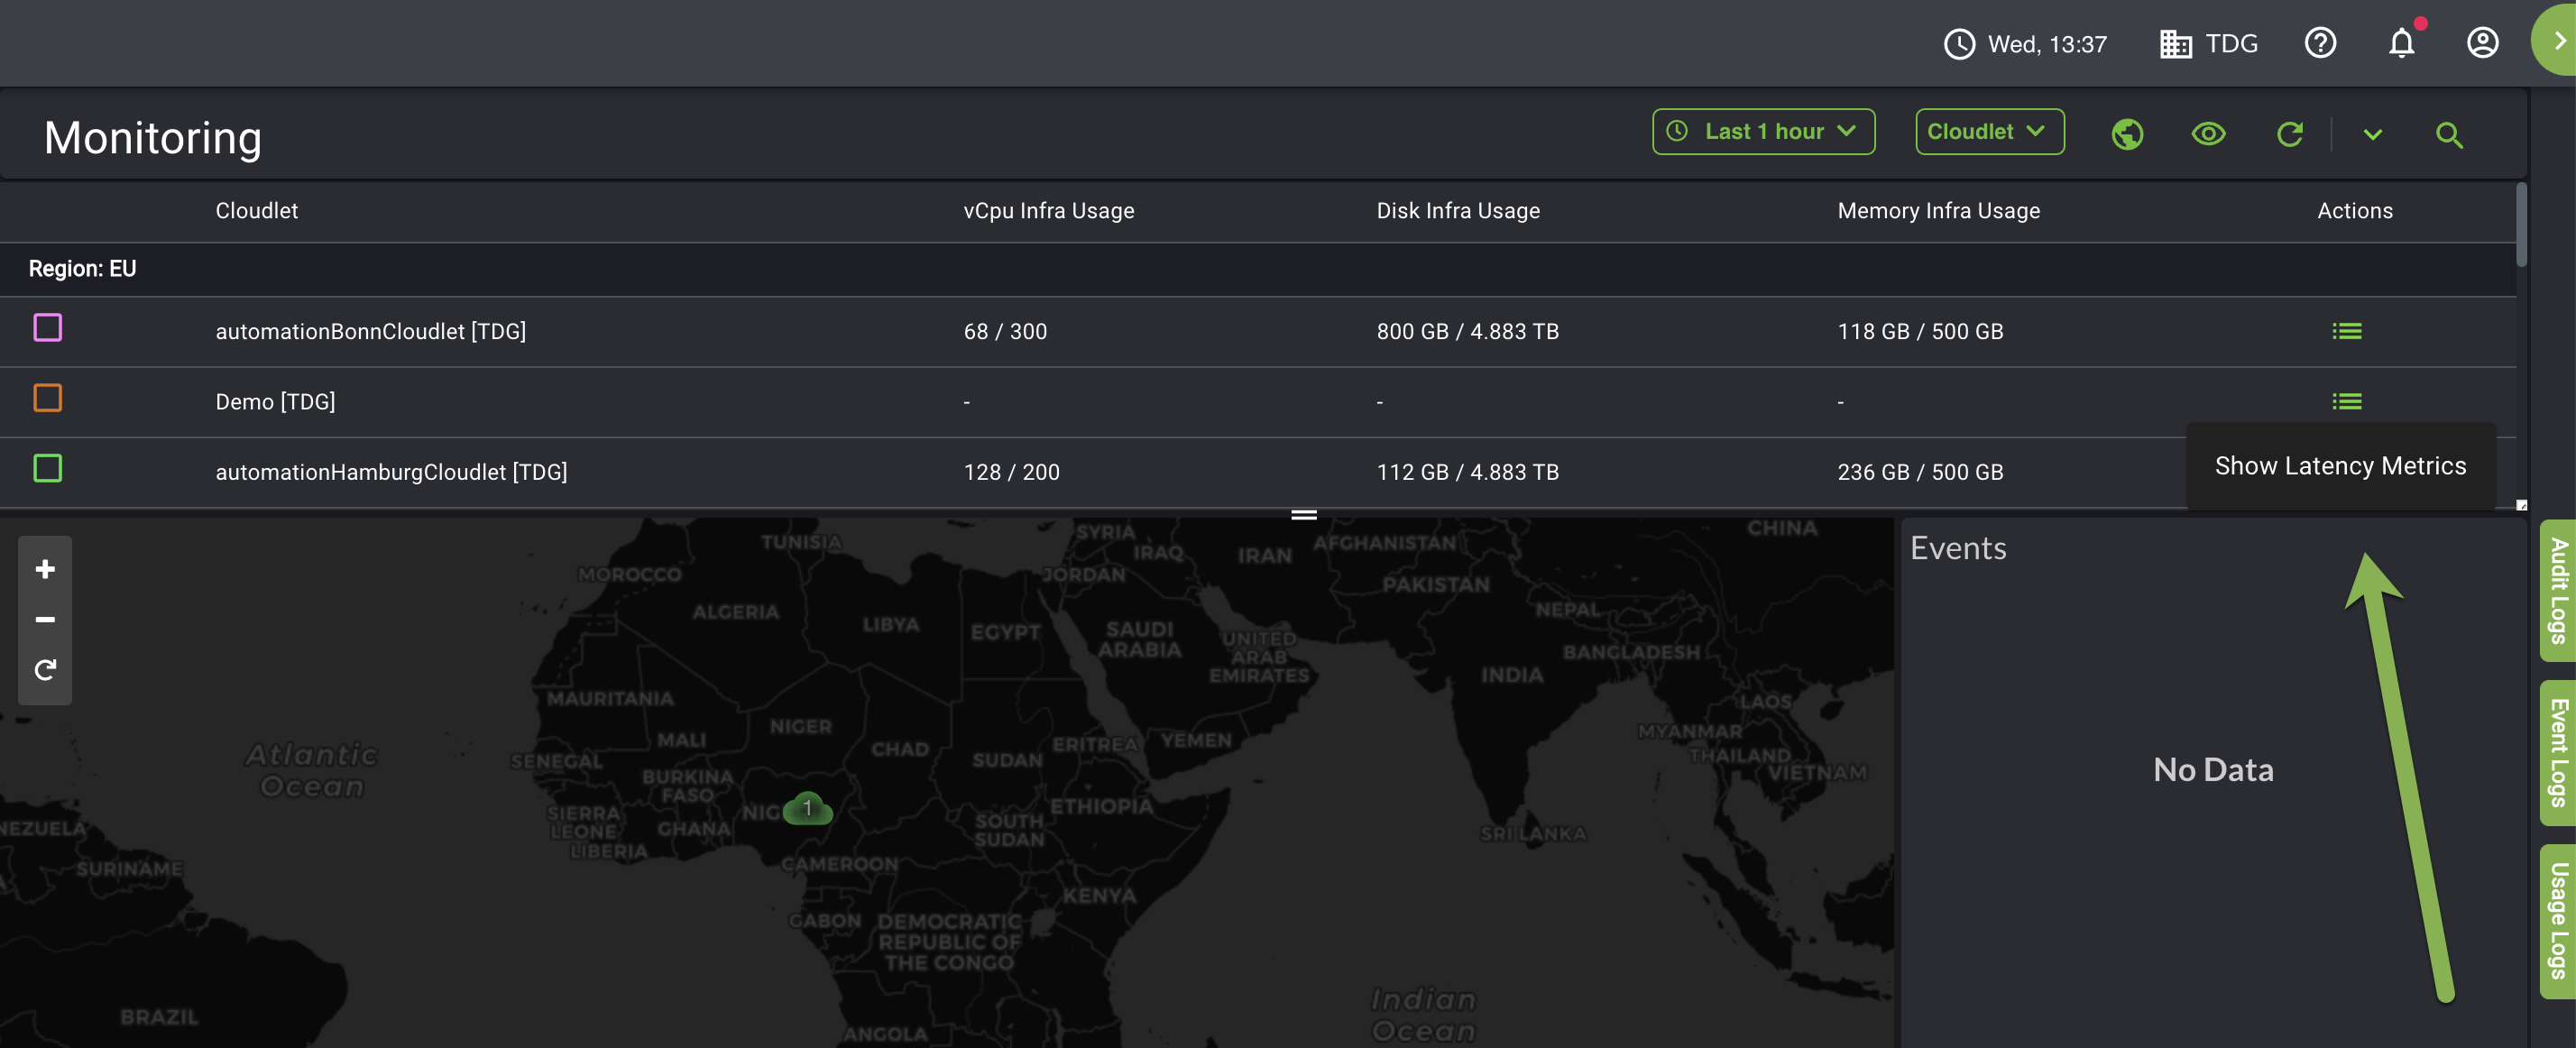 Wed, 13:37 TDG
Monitoring Last 1 hour Cloudlet
Cloudlet vCpu Infra Usage Disk Infra Usage Memory Infra Usage Actions
Region: EU
automationBonnCloudlet [TDG] 68 / 300 800 GB / 4.883 TB 118 GB / 500 GB
Demo [TDG] - - -
automationHamburgCloudlet [TDG] 128 / 200 112 GB / 4.883 TB 236 GB / 500 GB
Show Latency Metrics
TUNISIA
MOROCCO
ALGERIA
LIBYA
EGYPT
SYRIA
IRAQ
JORDAN
IRAN
AFGHANISTAN
PAKISTAN
CHINA
NEPAL
SAUDI
ARABIA
UNITED
ARAB
EMIRATES
INDIA
BANGLADESH
LAOS
MYANMAR
THAILAND
VIETNAM
MAURITANIA
MALI
NIGER
CHAD
SUDAN
ERITREA
YEMEN
SENEGAL
BURKINA
FASO
SIERRA
LEONE
LIBERIA
GHANA
NIG
1
ETHIOPIA
SOUTH
SUDAN
SRI LANKA
CAMEROON
KENYA
GABON
DEMOCRATIC
REPUBLIC OF
THE CONGO
ANGOLA
Atlantic
Ocean
NEZUELA
SURINAME
BRAZIL
Indian
Ocean
Events
No Data
Audit Logs
Event Logs
Usage Logs